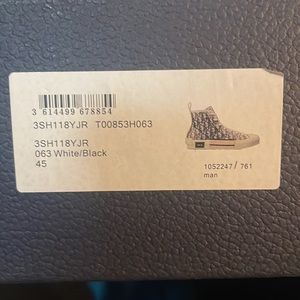 3 614499 678854
3SH118YJR T00853H063
3SH118YJR
063 White/Black
45
1052247/ 761
man